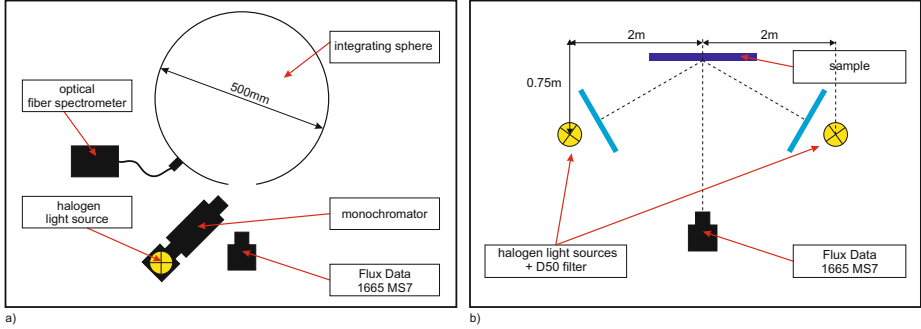 integrating sphere
500mm
optical
fiber spectrometer
halogen
light source
monochromator
Flux Data
1665 MS7
a)
2m
2m
sample
0.75m
halogen light sources
+ D50 filter
Flux Data
1665 MS7
b)